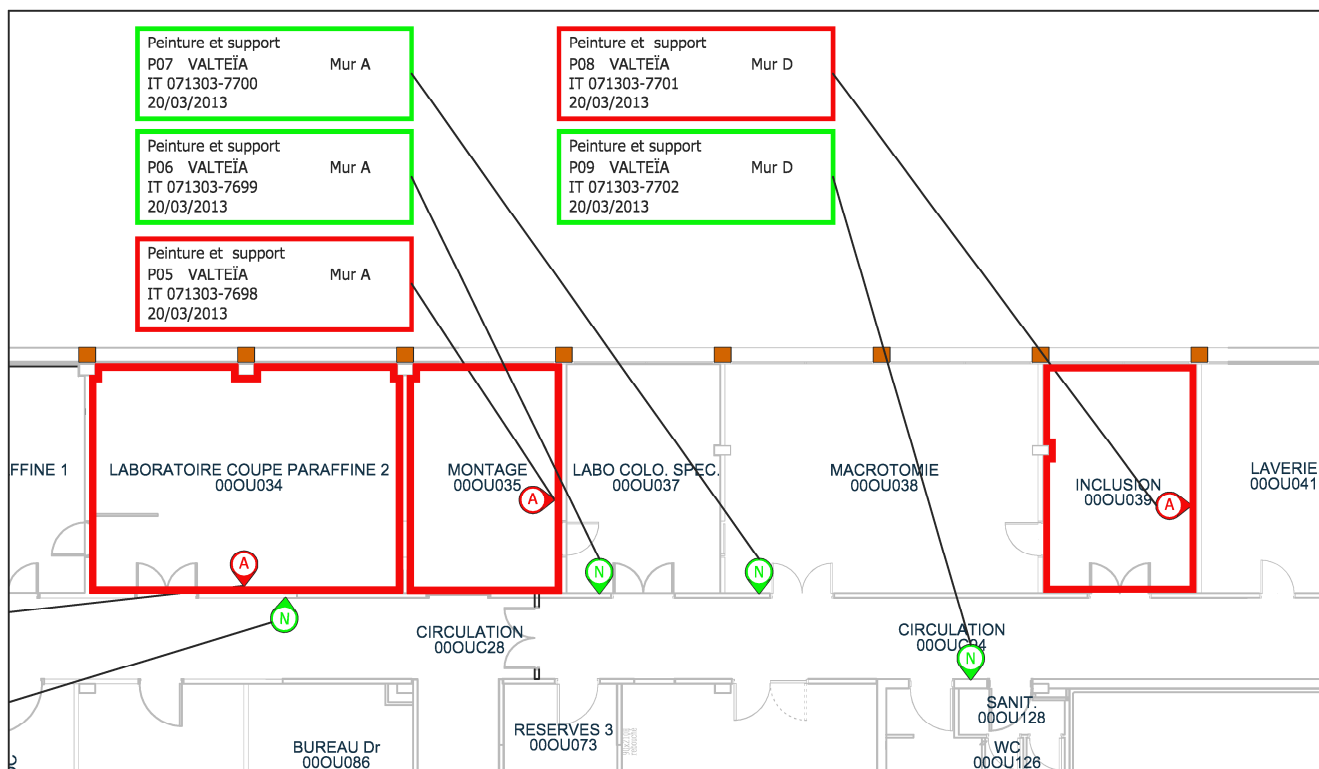 Peinture et support
P07 VALTEÏA Mur A
IT 071303-7700
20/03/2013
Peinture et support
P06 VALTEÏA Mur A
IT 071303-7699
20/03/2013
Peinture et support
P05 VALTEÏA Mur A
IT 071303-7698
20/03/2013
Peinture et support
P08 VALTEÏA Mur D
IT 071303-7701
20/03/2013
Peinture et support
P09 VALTEÏA Mur D
IT 071303-7702
20/03/2013
FFINE 1
LABORATOIRE COUPE PARAFFINE 2
00OU034
MONTAGE
00OU035
LABO COLO. SPEC.
00OU037
MACROTOMIE
00OU038
INCLUSION
00OU039
LAVERIE
00OU041
A
A
A
N
N
N
N
CIRCULATION
00OUC28
CIRCULATION
00OUC24
RESERVES 3
00OU073
BUREAU Dr
00OU086
SANIT.
00OU128
WC
00OU126